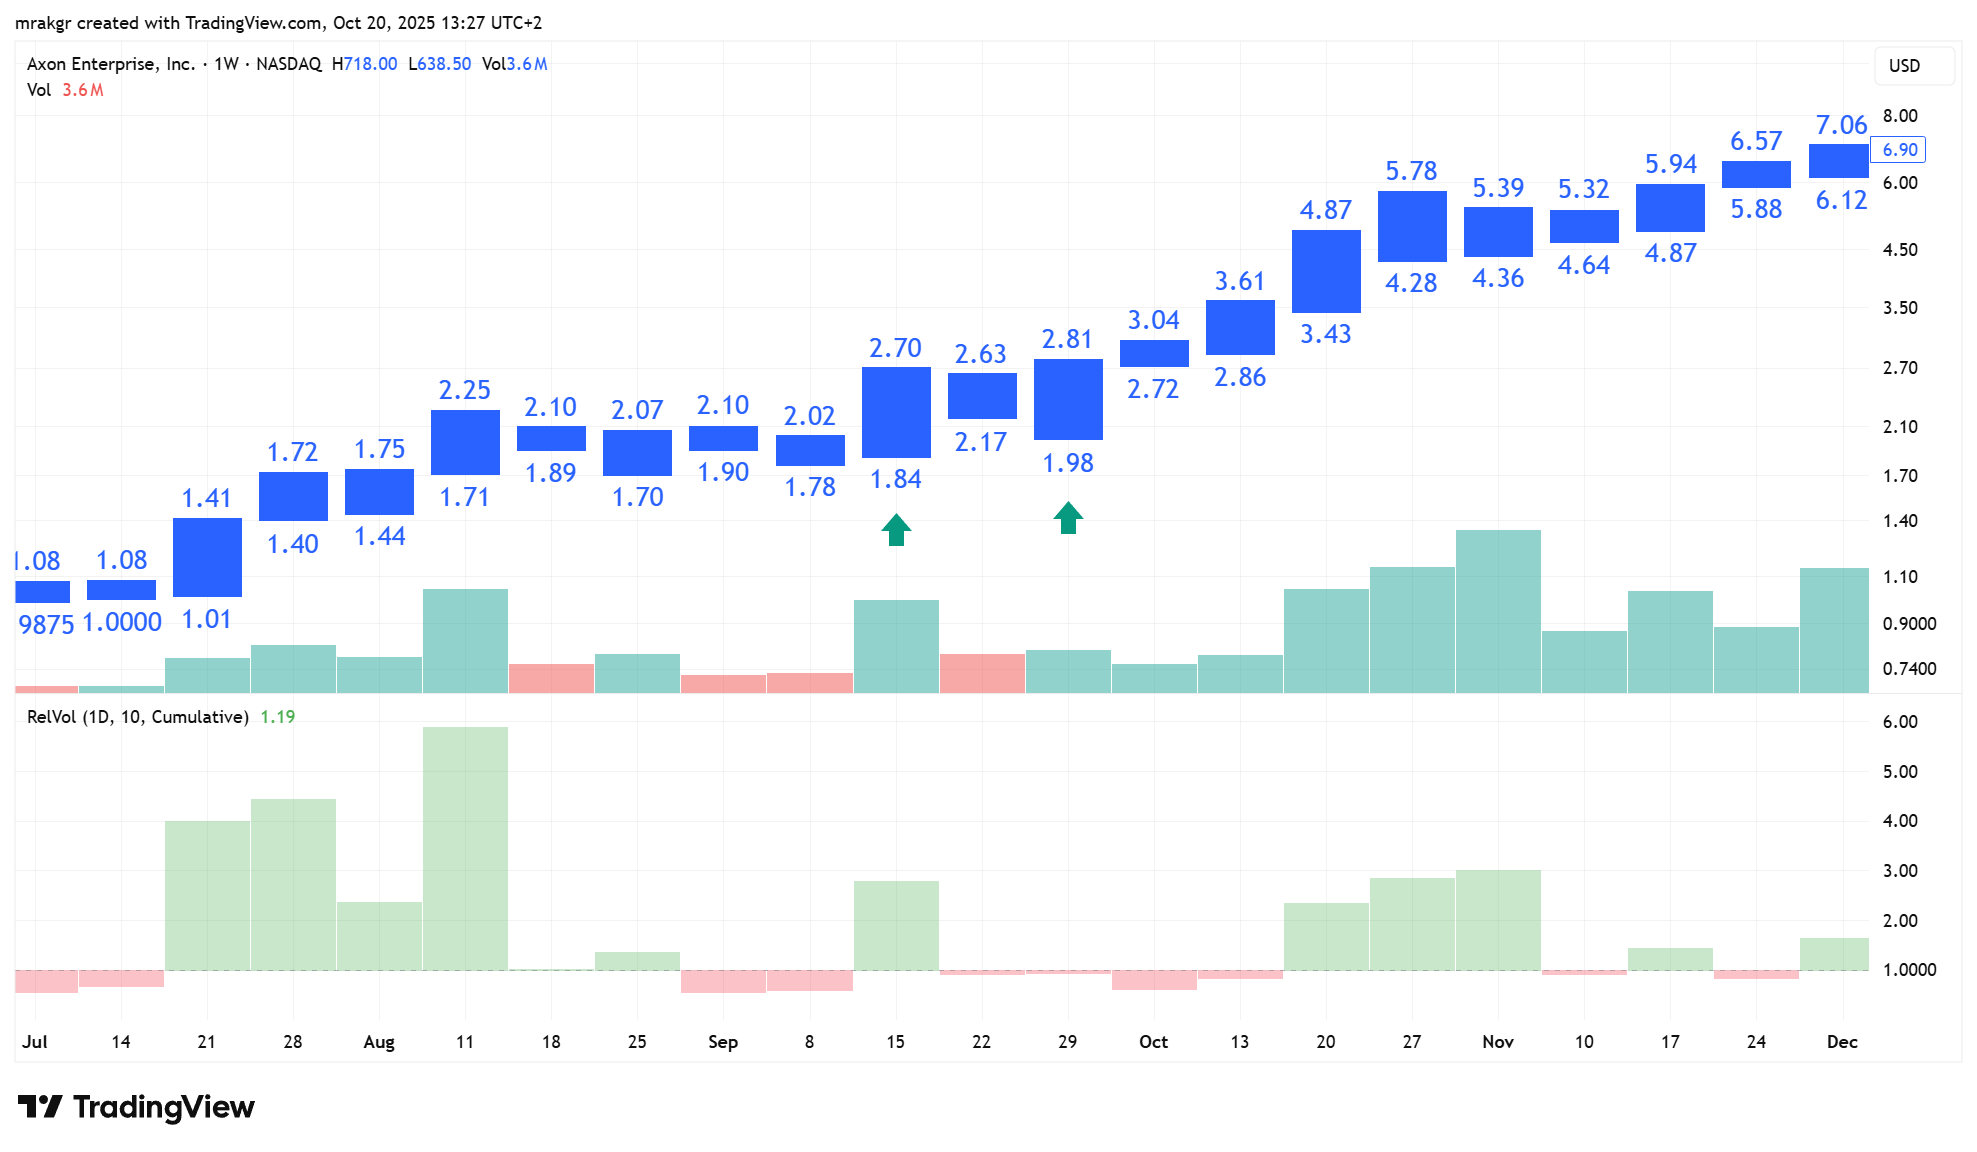 mrakgr created with TradingView.com, Oct 20, 2025 13:27 UTC+2
Axon Enterprise, Inc. · 1W · NASDAQ H718.00 L638.50 Vol3.6 M
Vol 3.6 M
USD
8.00
6.90
6.00
4.50
3.50
2.70
2.10
1.70
1.40
1.10
0.9000
0.7400
1.08 1.08 1.41 1.72 1.75 2.25 2.10 2.07 2.10 2.02 2.70 2.63 2.81 3.04 3.61 4.87 5.78 5.39 5.32 5.94 6.57 7.06
9875 1.0000 1.01 1.40 1.44 1.71 1.89 1.70 1.90 1.78 1.84 2.17 1.98 2.72 2.86 3.43 4.28 4.36 4.64 4.87 5.88 6.12
RelVol (1D, 10, Cumulative) 1.19
6.00
5.00
4.00
3.00
2.00
1.0000
Jul 14 21 28 Aug 11 18 25 Sep 8 15 22 29 Oct 13 20 27 Nov 10 17 24 Dec
TradingView